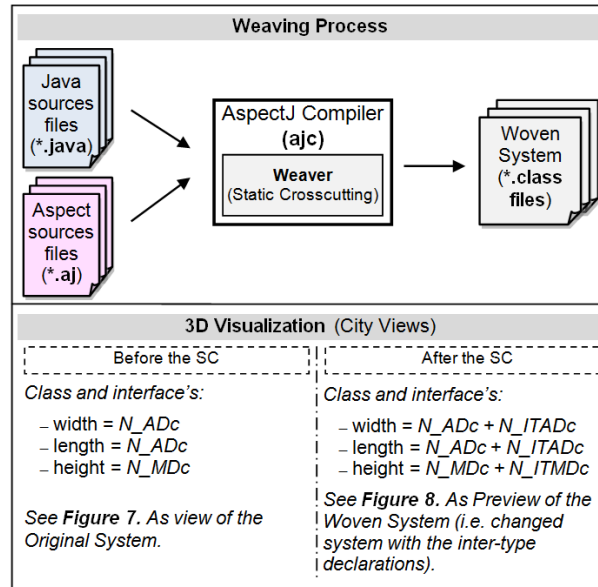 Weaving Process
Java
sources
files
(*.java)
Aspect
sources
files
(*.aj)
AspectJ Compiler
(ajc)
Weaver
(Static Crosscutting)
Woven
System
(*.class
files)
3D Visualization (City Views)
Before the SC
Class and interface's:
– width = N_ADc
– length = N_ADc
– height = N_MDc
See Figure 7. As view of the
Original System.
After the SC
Class and interface's:
– width = N_ADc + N_ITADc
– length = N_ADc + N_ITADc
– height = N_MDc + N_ITMDc
See Figure 8. As Preview of the
Woven System (i.e. changed
system with the inter-type
declarations).